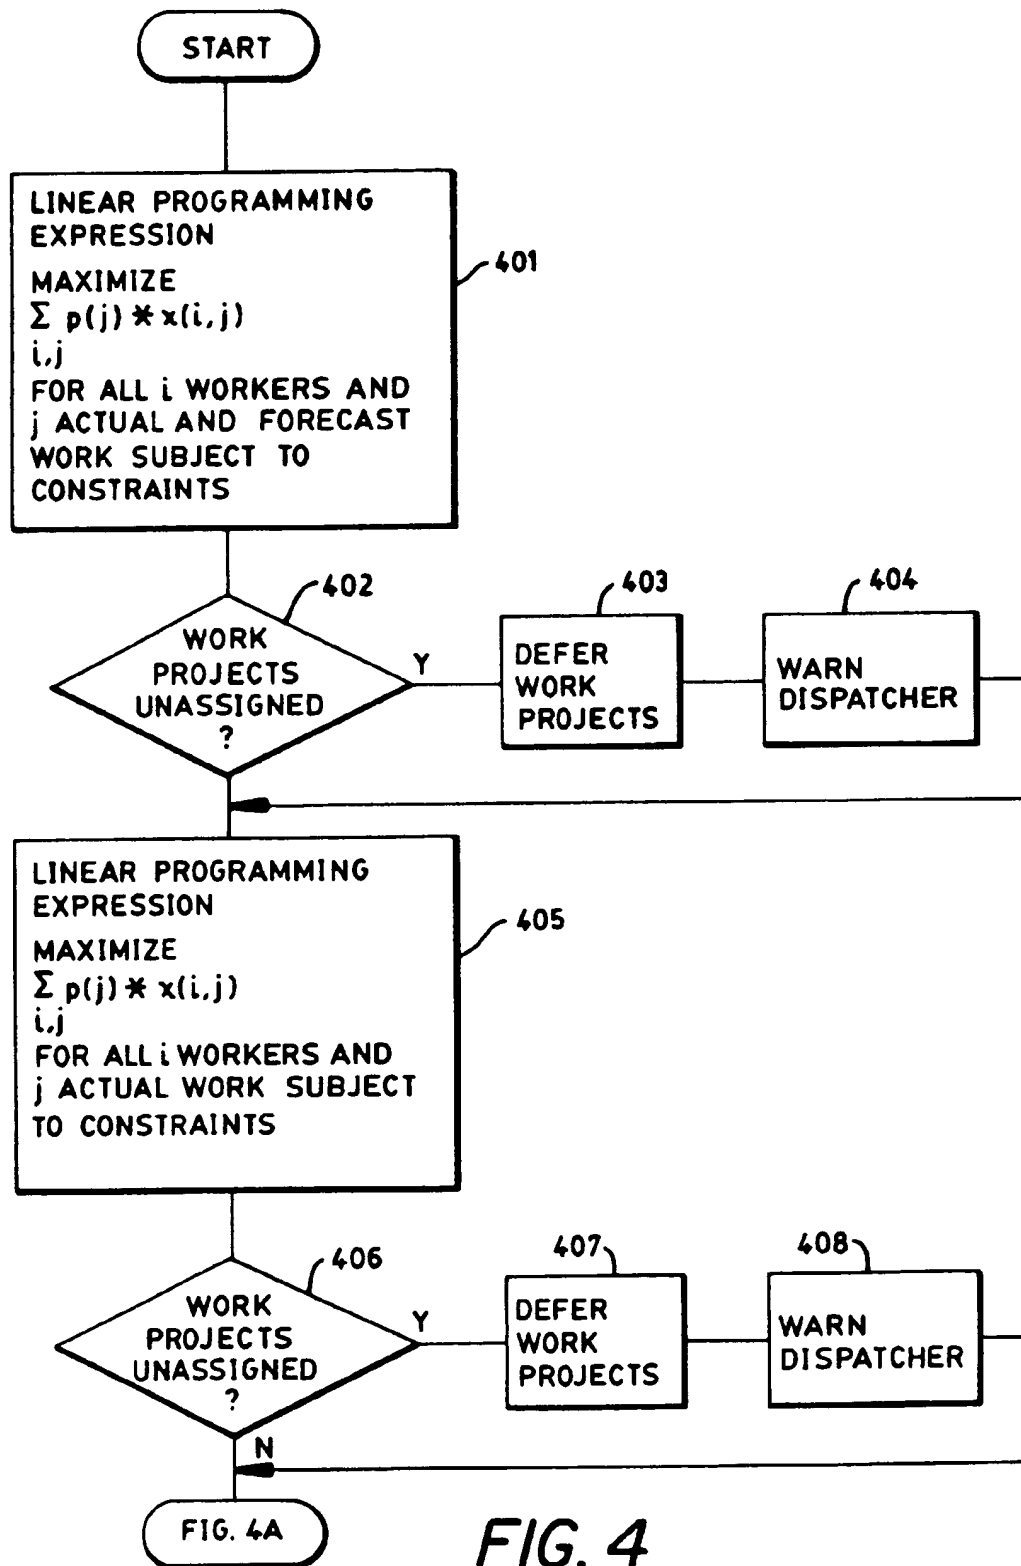 START
LINEAR PROGRAMMING
EXPRESSION
MAXIMIZE
Σ p(j) * x(i,j)
i,j
FOR ALL i WORKERS AND
j ACTUAL AND FORECAST
WORK SUBJECT TO
CONSTRAINTS
401
402
WORK
PROJECTS
UNASSIGNED
?
Y
403
DEFER
WORK
PROJECTS
404
WARN
DISPATCHER
LINEAR PROGRAMMING
EXPRESSION
MAXIMIZE
Σ p(j) * x(i,j)
i,j
FOR ALL i WORKERS AND
j ACTUAL WORK SUBJECT
TO CONSTRAINTS
405
406
WORK
PROJECTS
UNASSIGNED
?
Y
407
DEFER
WORK
PROJECTS
408
WARN
DISPATCHER
N
FIG. 4A
FIG. 4